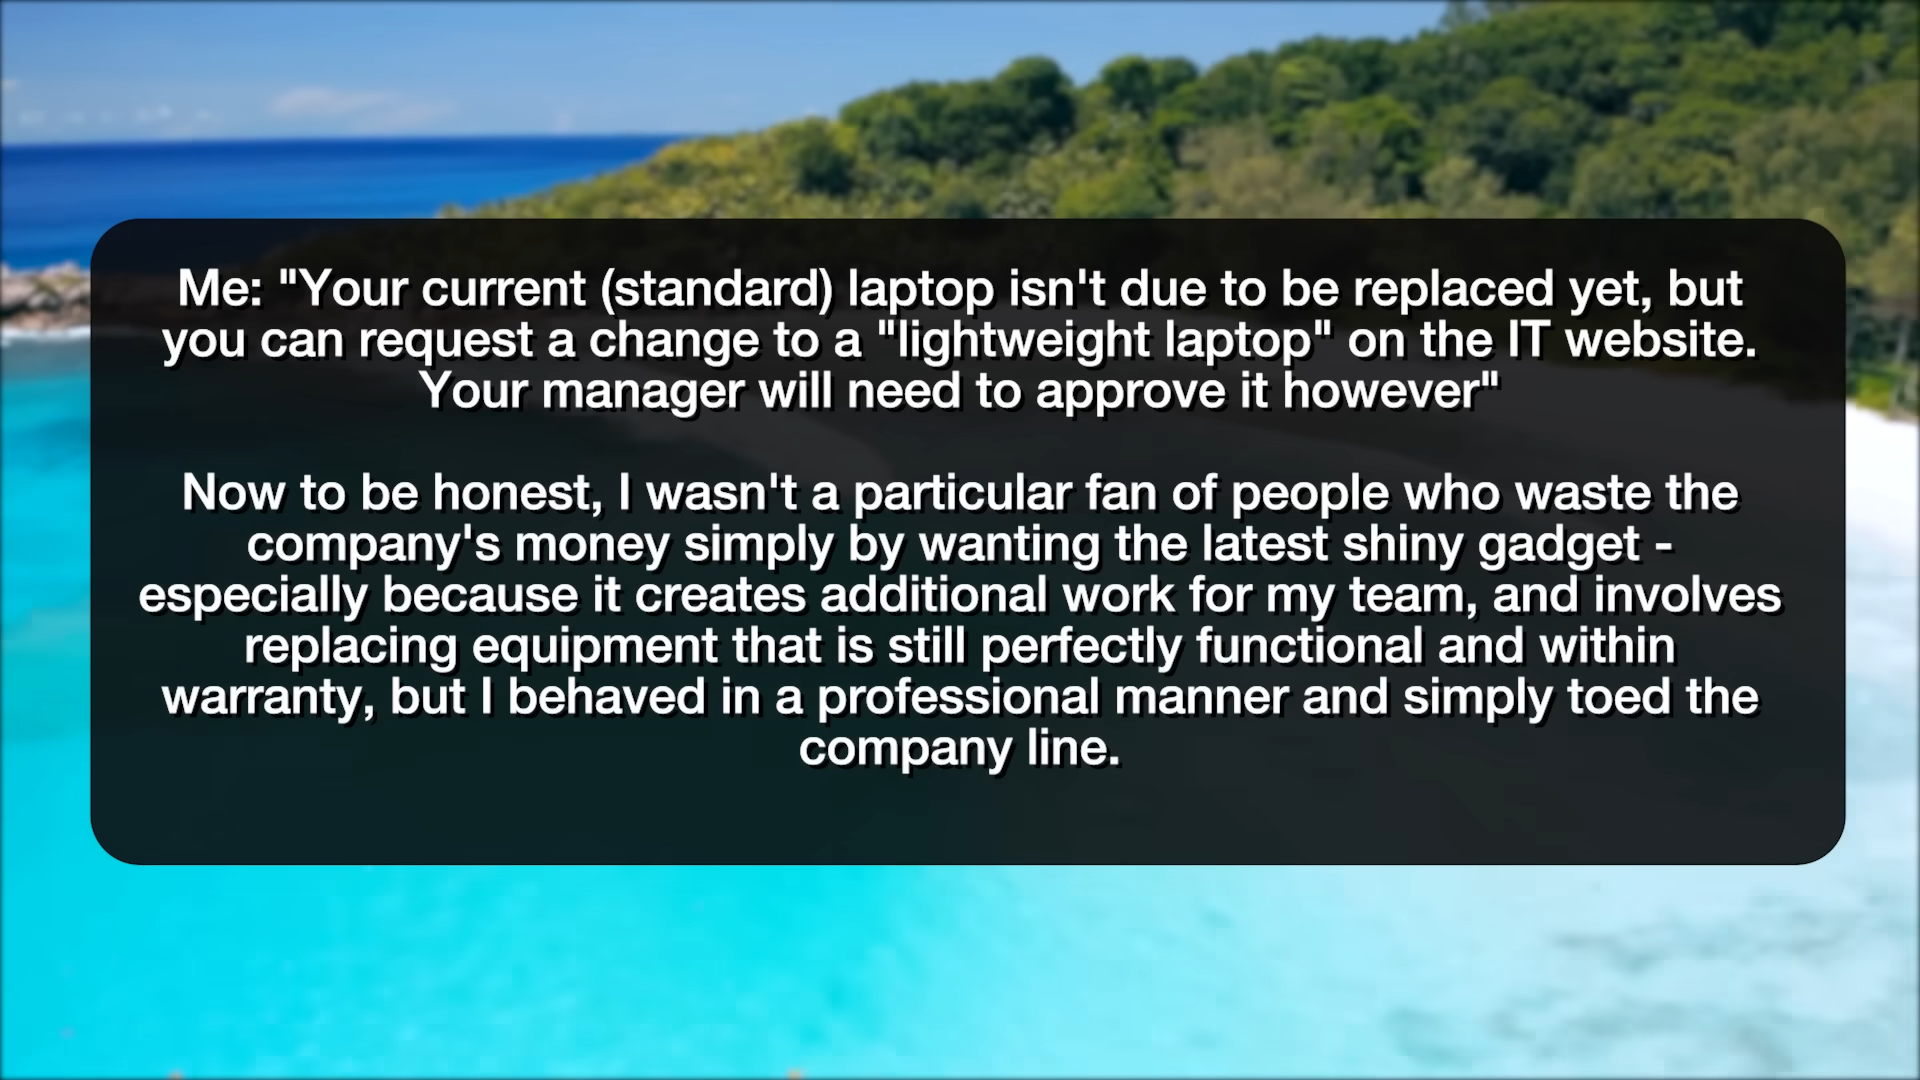 Me: "Your current (standard) laptop isn't due to be replaced yet, but
you can request a change to a "lightweight laptop" on the IT website.
Your manager will need to approve it however"
Now to be honest, I wasn't a particular fan of people who waste the
company's money simply by wanting the latest shiny gadget -
especially because it creates additional work for my team, and involves
replacing equipment that is still perfectly functional and within
warranty, but I behaved in a professional manner and simply toed the
company line.